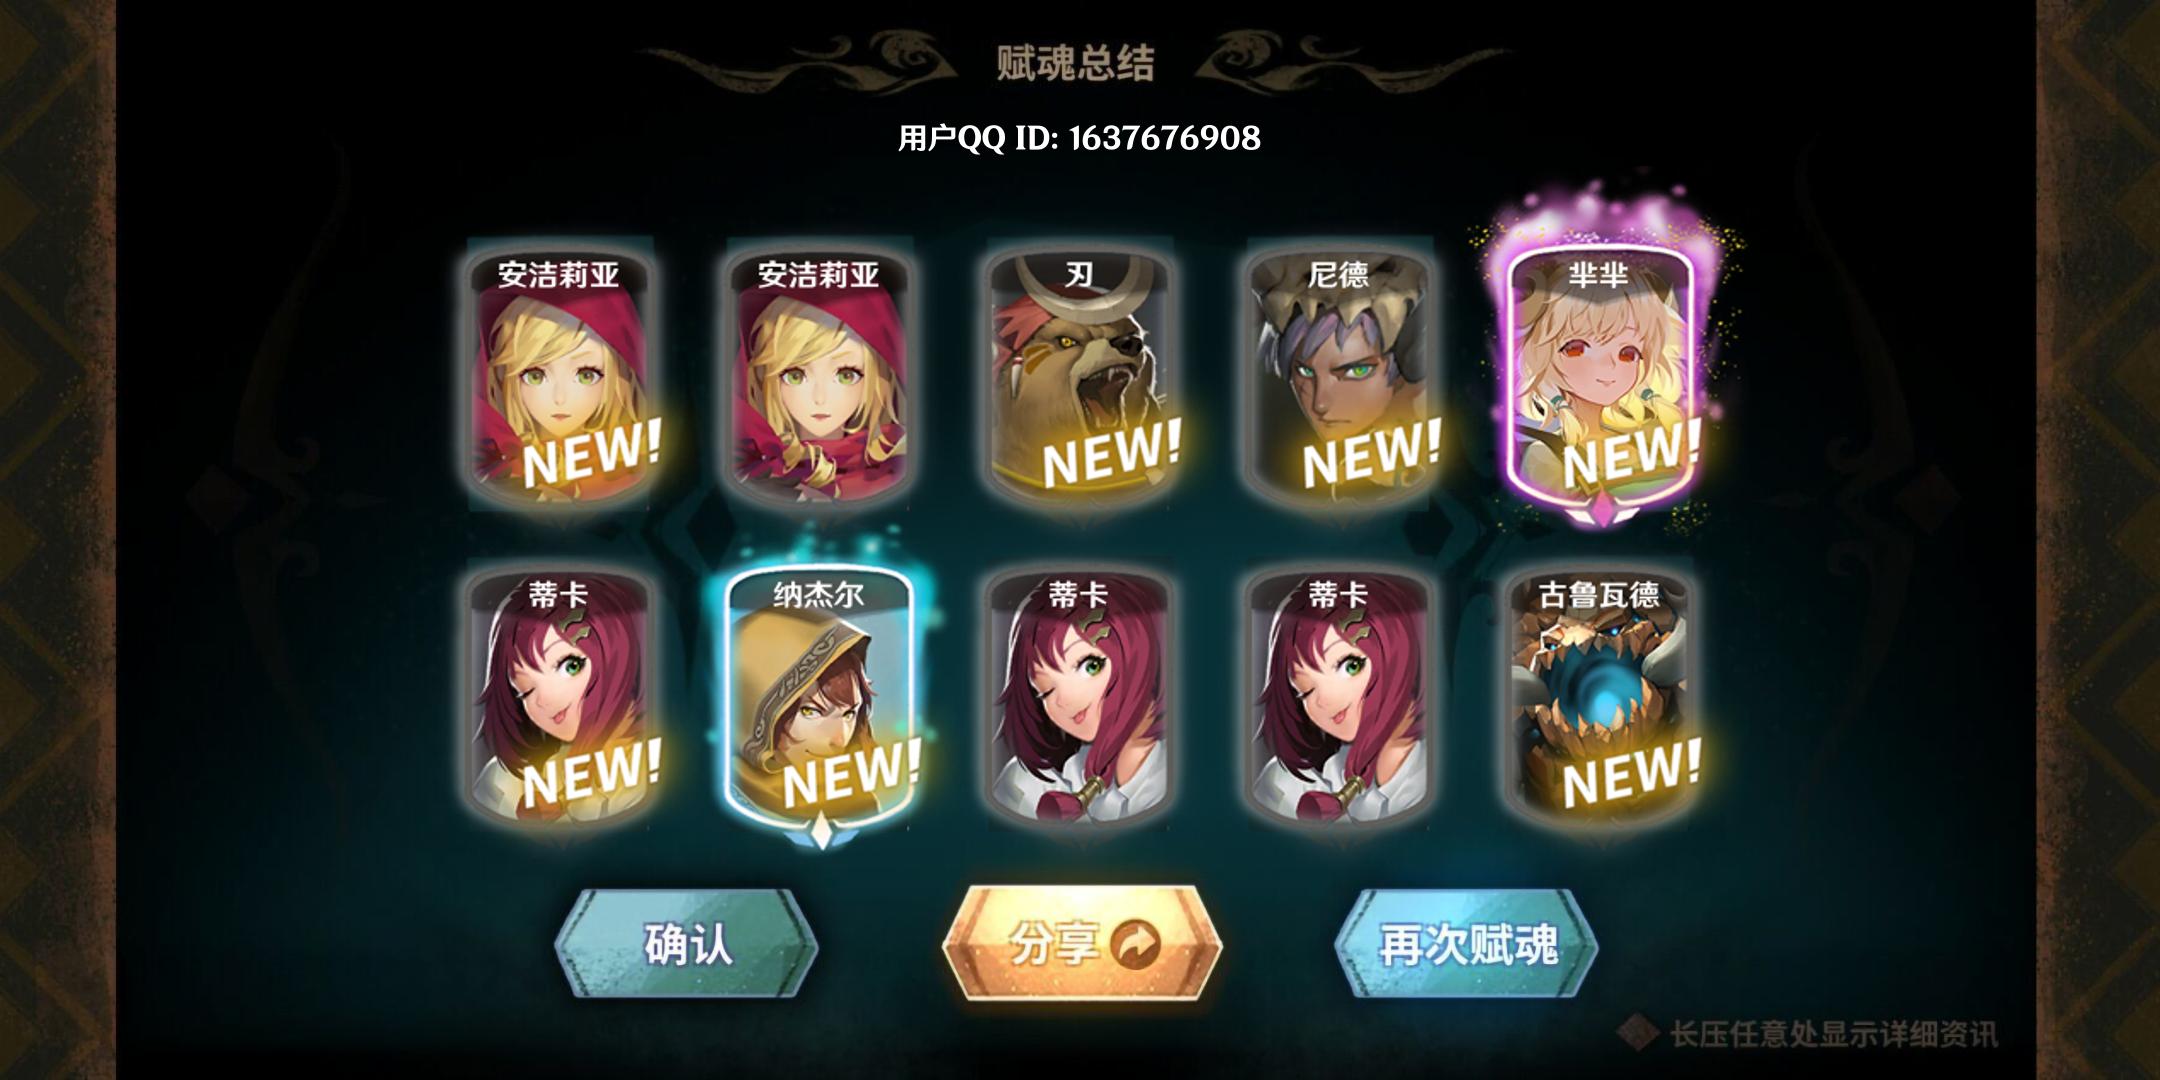 赋魂总结
用户QQ ID: 1637676908
安洁莉亚
安洁莉亚
刃
尼德
芈芈
NEW!
NEW!
NEW!
NEW!
蒂卡
纳杰尔
蒂卡
蒂卡
古鲁瓦德
NEW!
NEW!
NEW!
确认
分享
再次赋魂
长压任意处显示详细资讯